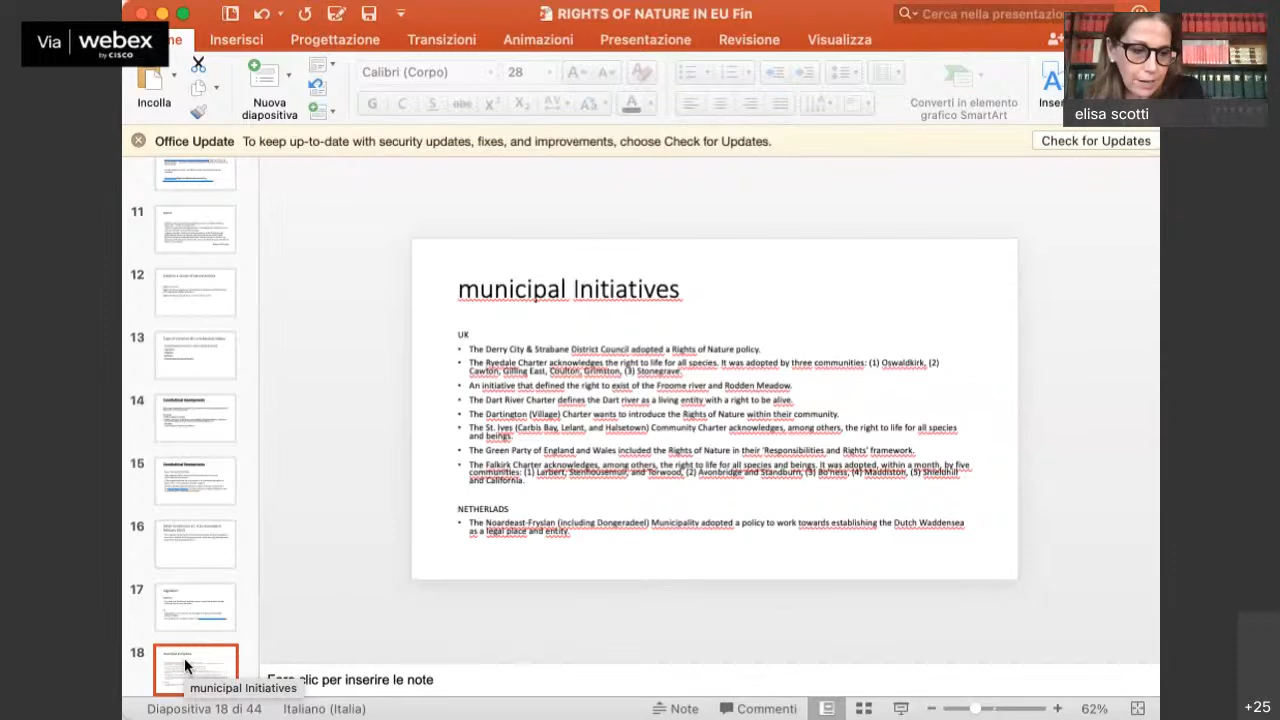 Via webex
by CISCO
RIGHTS OF NATURE IN EU Fin
Cerca nella presentazione
me
Inserisci
Progettazione
Transizioni
Animazioni
Presentazione
Revisione
Visualizza
Calibri (Corpo)
28
Incolla
Nuova
diapositiva
Converti in elemento
grafico SmartArt
elisa scotti
Office Update To keep up-to-date with security updates, fixes, and improvements, choose Check for Updates.
Check for Updates
11
12
13
14
15
16
17
18
municipal Initiatives
UK
• The Derry City & Strabane District Council adopted a Rights of Nature policy.
• The Ryedale Charter acknowledges the right to life for all species. It was adopted by three communities: (1) Oswaldkirk, (2)
Cawton, Gilling East, Coulton, Grimston, (3) Stonegrave.
• An initiative that defined the right to exist of the Froome river and Rodden Meadow.
• The Dart River Charter defines the Dart river as a living entity with a right to be alive.
• The Dartington (Village) Charter wants to introduce the Rights of Nature within their community.
• The St. Ives (Carbis Bay, Lelant, and Halsetown) Community Charter acknowledges, among others, the right to life for all species
and beings.
• The Green Party of England and Wales included the Rights of Nature in their 'Responsibilities and Rights' framework.
• The Falkirk Charter acknowledges, among others, the right to life for all species and beings. It was adopted, within a month, by five
communities: (1) Larbert, Stenhousemuir, and Torwood, (2) Avonbridge and Standburn, (3) Bo'ness, (4) Maddiston, (5) Shieldhill
and California.
NETHERLADS
• The Noardeast-Fryslan (including Dongeradeel) Municipality adopted a policy to work towards establishing the Dutch Waddensea
as a legal place and entity.
clic per inserire le note
municipal Initiatives
Diapositiva 18 di 44
Italiano (Italia)
Note
Commenti
62%
+25